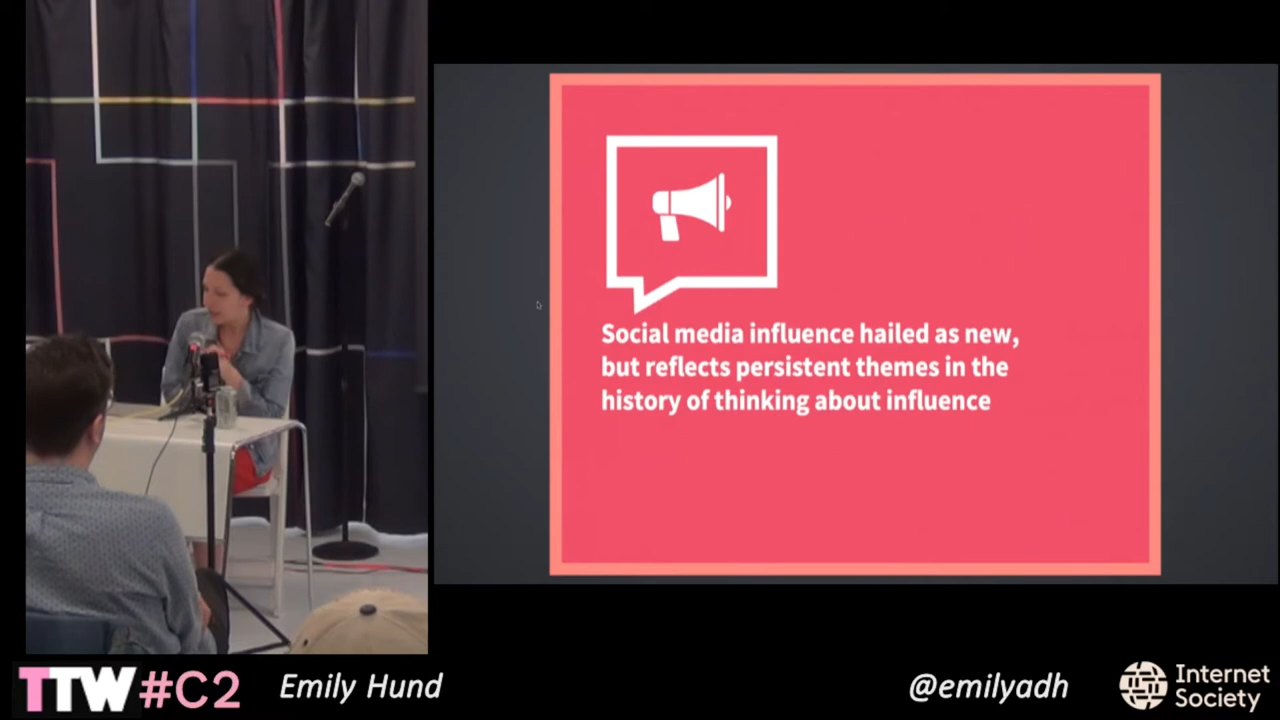 Social media influence hailed as new,
but reflects persistent themes in the
history of thinking about influence
TTW #C2
Emily Hund
@emilyadh
Internet
Society